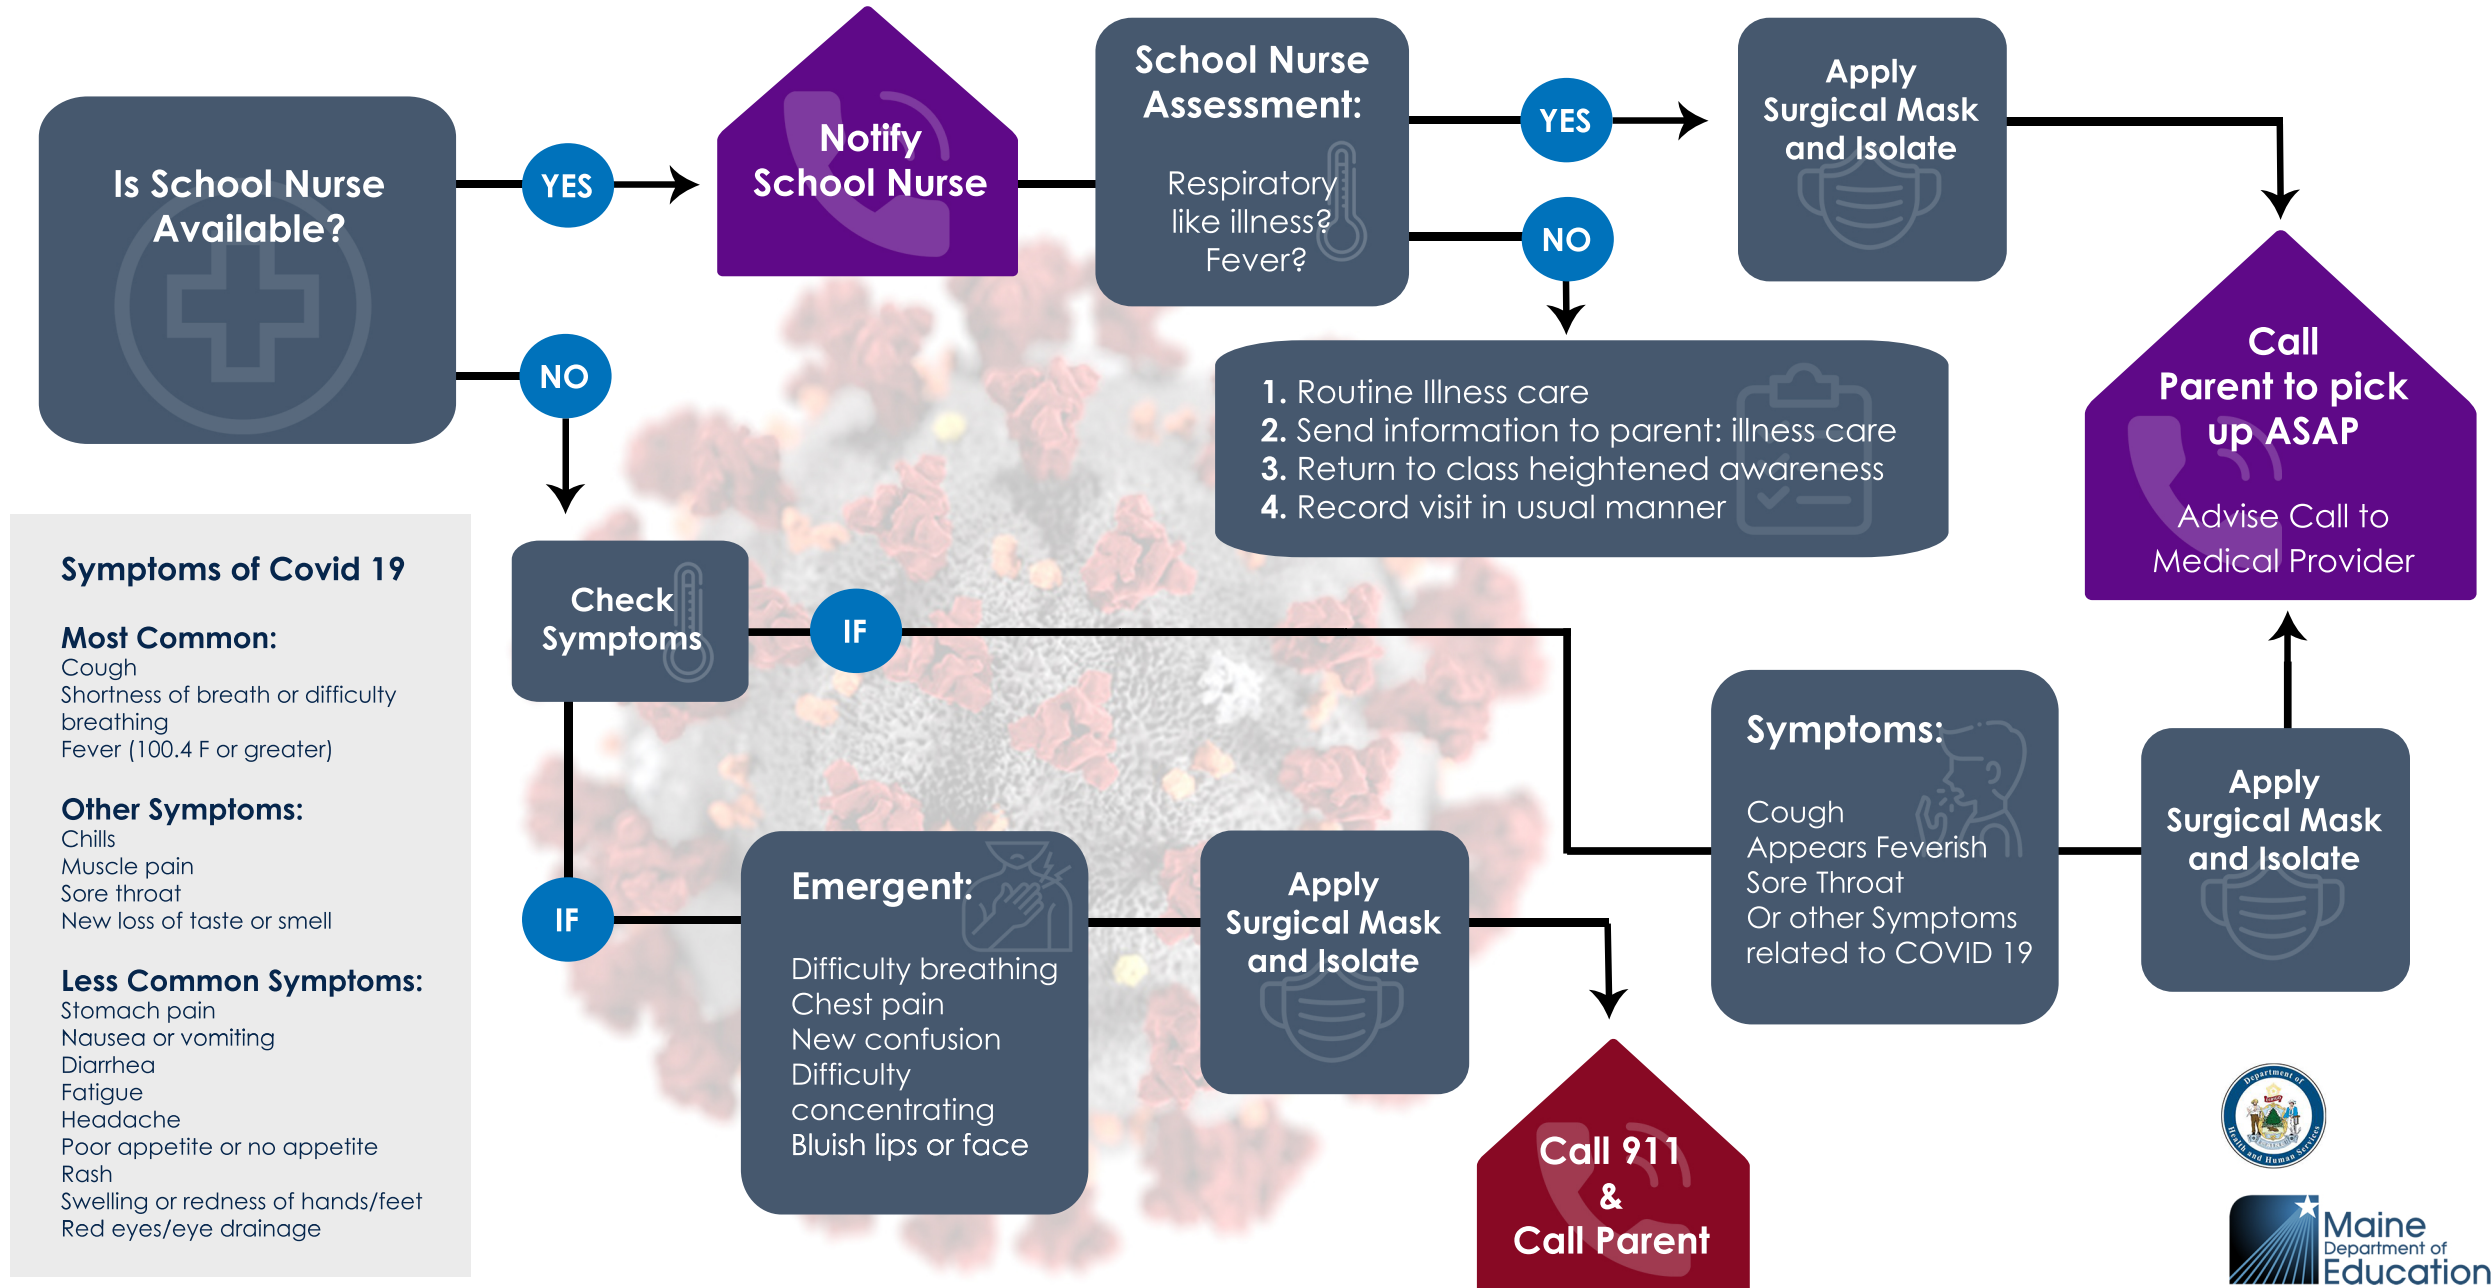 Is School Nurse
Available?
YES
NO
Notify
School Nurse
School Nurse
Assessment:
Respiratory
like illness?
Fever?
YES
NO
Apply
Surgical Mask
and Isolate
1. Routine Illness care
2. Send information to parent: illness care
3. Return to class heightened awareness
4. Record visit in usual manner
Call
Parent to pick
up ASAP
Advise Call to
Medical Provider
Symptoms of Covid 19
Most Common:
Cough
Shortness of breath or difficulty
breathing
Fever (100.4 F or greater)
Other Symptoms:
Chills
Muscle pain
Sore throat
New loss of taste or smell
Less Common Symptoms:
Stomach pain
Nausea or vomiting
Diarrhea
Fatigue
Headache
Poor appetite or no appetite
Rash
Swelling or redness of hands/feet
Red eyes/eye drainage
Check
Symptoms
IF
IF
Emergent:
Difficulty breathing
Chest pain
New confusion
Difficulty
concentrating
Bluish lips or face
Apply
Surgical Mask
and Isolate
Call 911
&
Call Parent
Symptoms:
Cough
Appears Feverish
Sore Throat
Or other Symptoms
related to COVID 19
Apply
Surgical Mask
and Isolate
Department of
Health and Human Services
Maine
Department of
Education